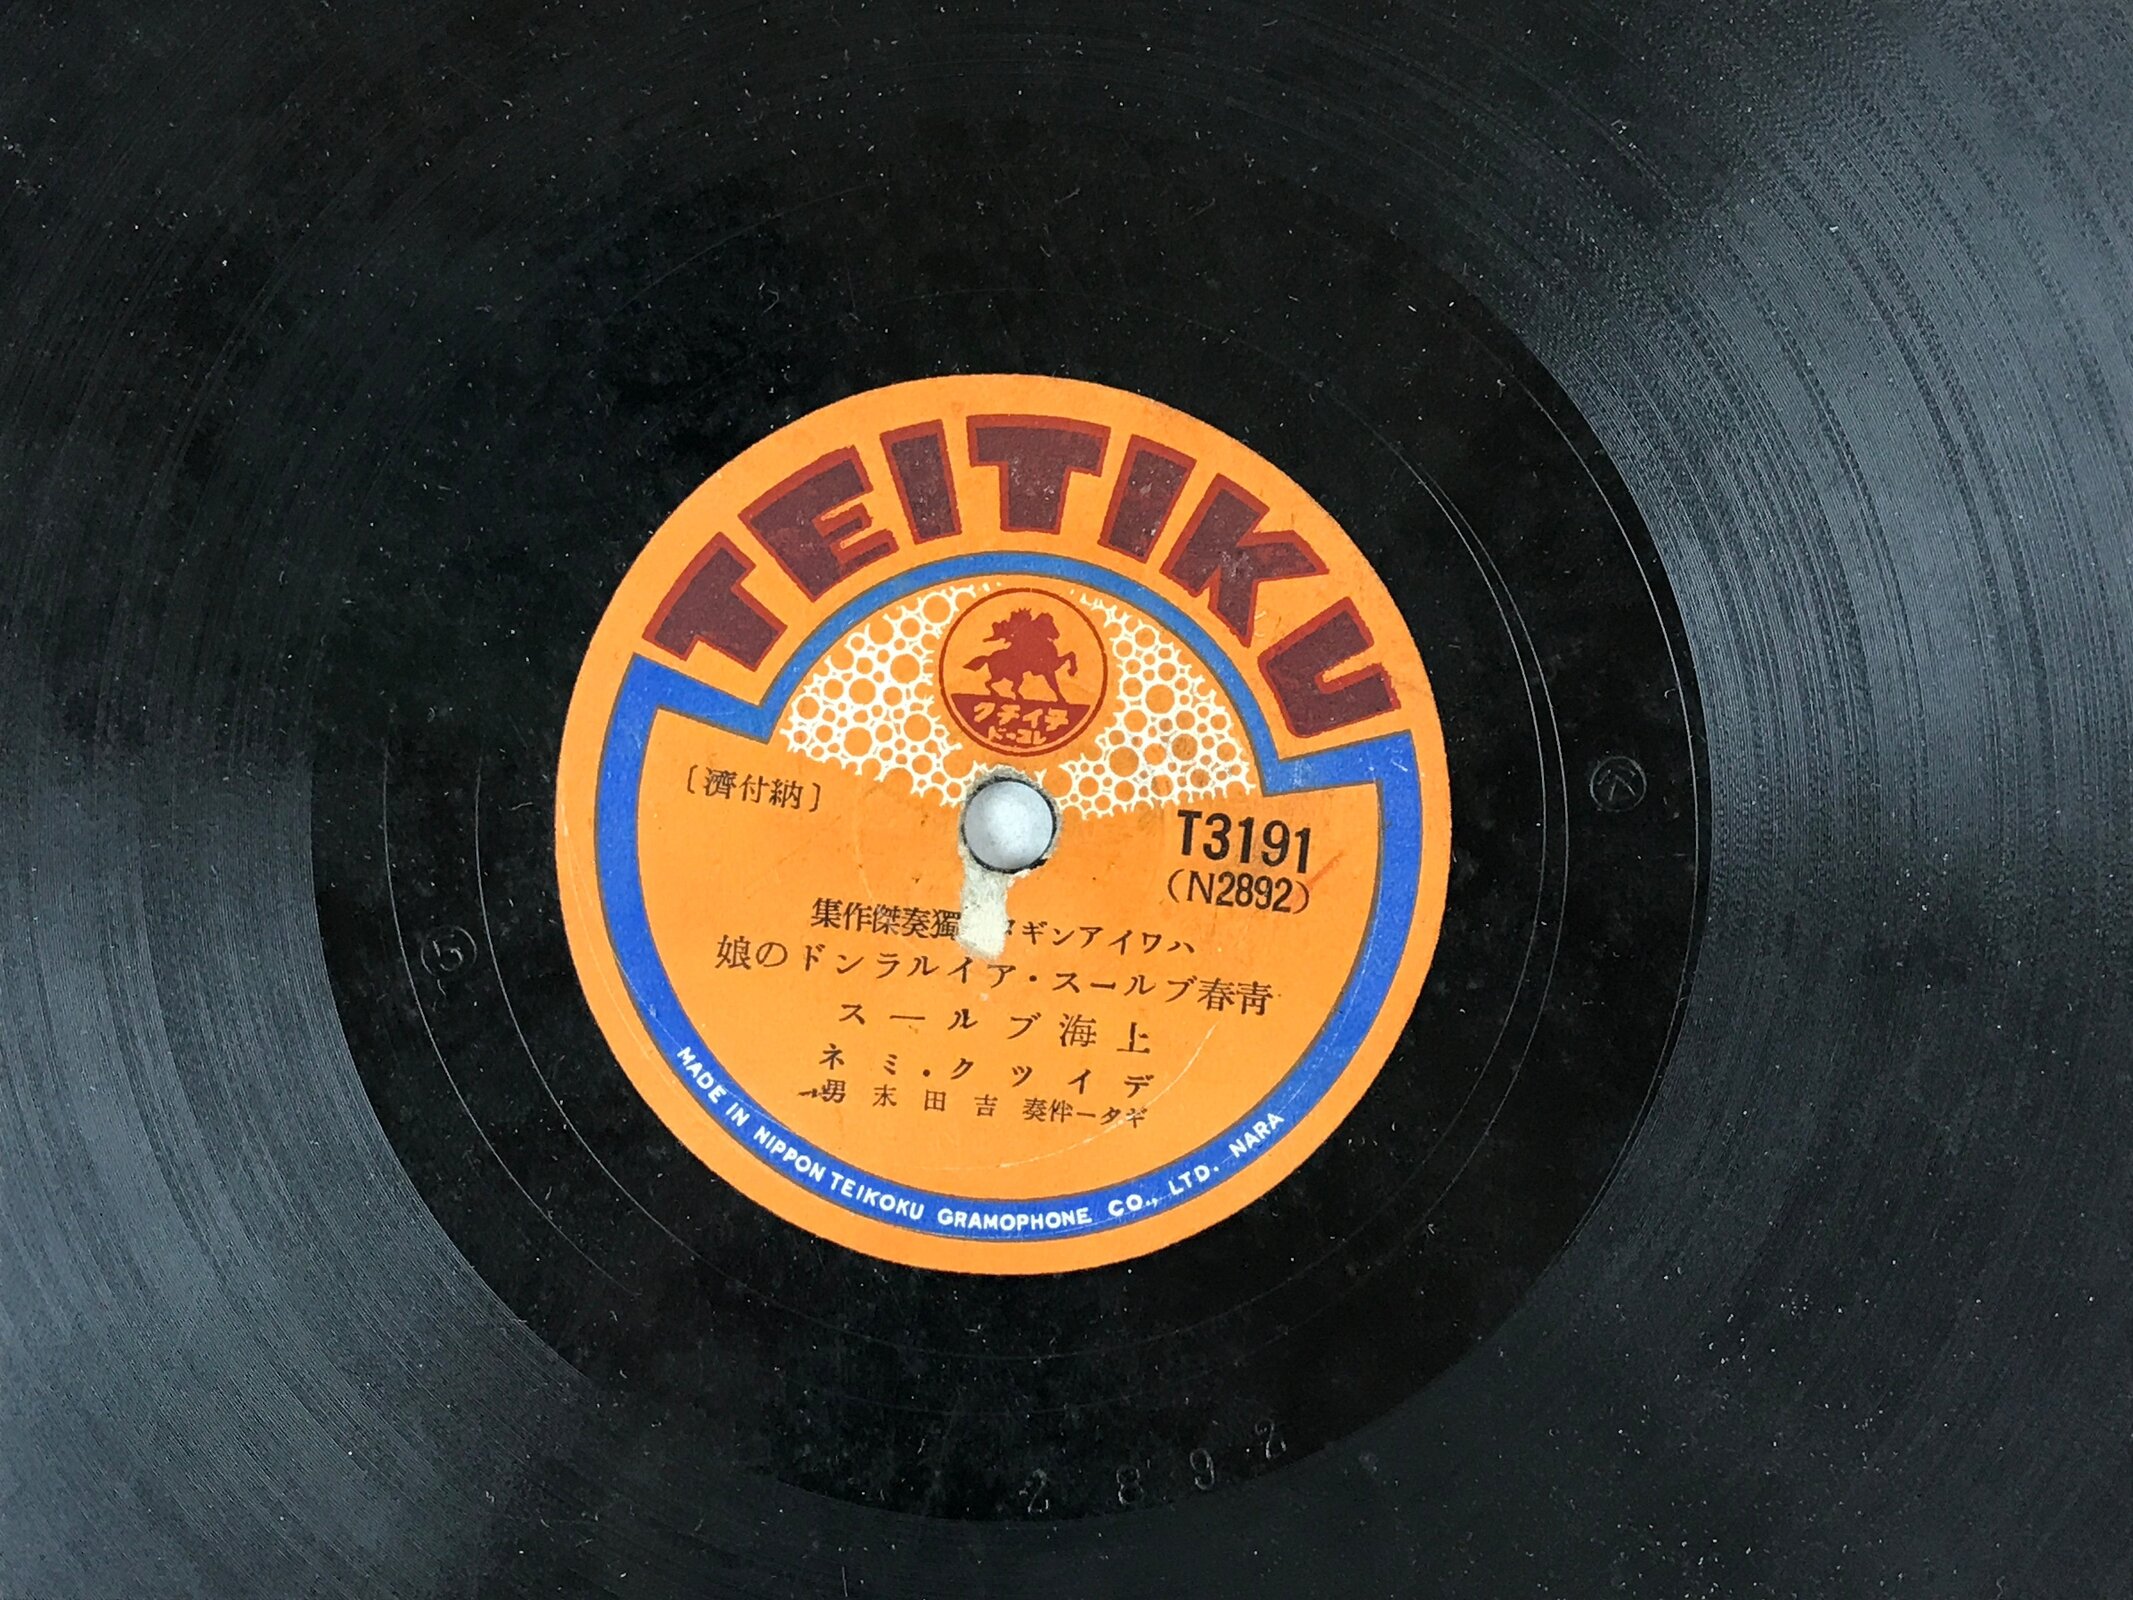 TEITIKU
クチイテ
ドーコレ
〔濟付納〕
T3191
(N2892)
集作傑奏獨 タギンアイワハ
娘のドンラルイア・スールブ春靑
スールブ海上
ネミ・クツイデ
男末田吉 奏伴ータギ
MADE IN NIPPON TEIKOKU GRAMOPHONE CO., LTD. NARA
2892